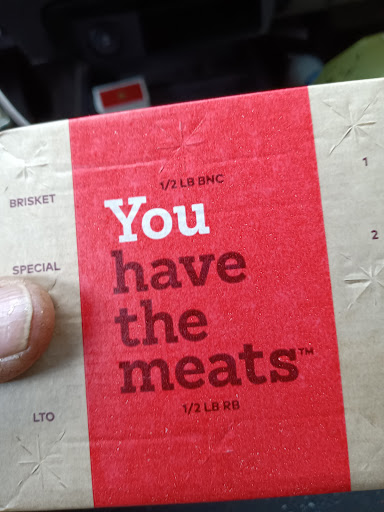 BRISKET
SPECIAL
LTO
1/2 LB BNC
You
have
the
meats™
1/2 LB RB
1
2